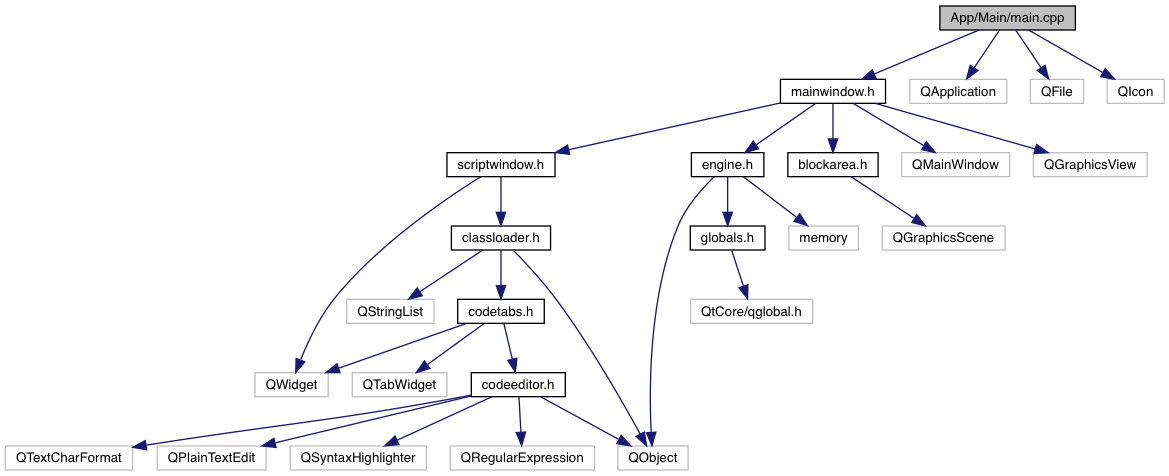 App/Main/main.cpp
mainwindow.h
QApplication
QFile
QIcon
scriptwindow.h
engine.h
blockarea.h
QMainWindow
QGraphicsView
classloader.h
globals.h
memory
QGraphicsScene
QStringList
codetabs.h
QtCore/qglobal.h
QWidget
QTabWidget
codeeditor.h
QTextCharFormat
QPlainTextEdit
QSyntaxHighlighter
QRegularExpression
QObject